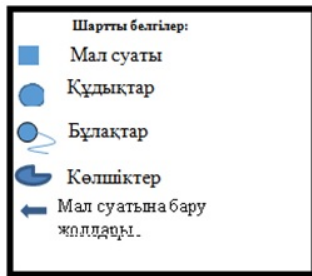 Шартты белгілер:
Мал суаты
Құдықтар
Бұлақтар
Көлшіктер
Мал суатына бару
жолдары